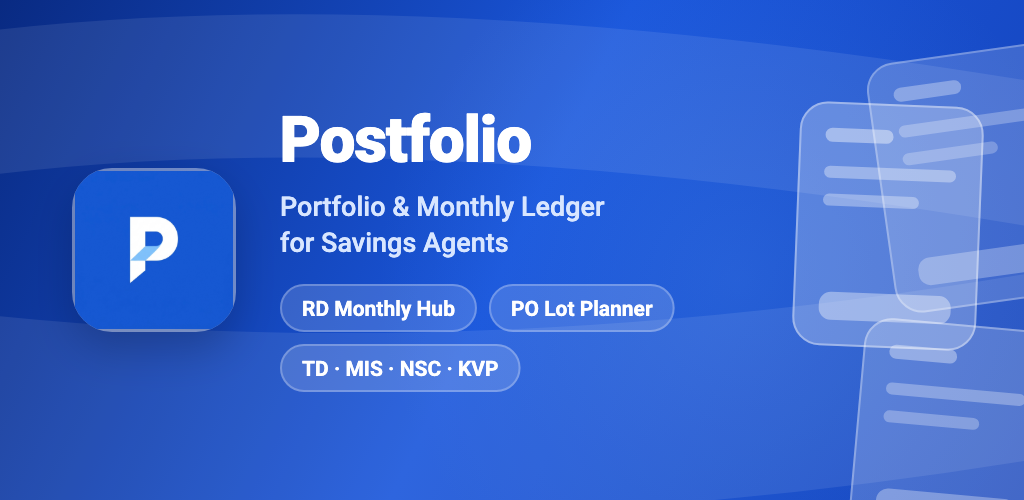 Postfolio
Portfolio & Monthly Ledger
for Savings Agents
RD Monthly Hub
PO Lot Planner
TD · MIS · NSC · KVP